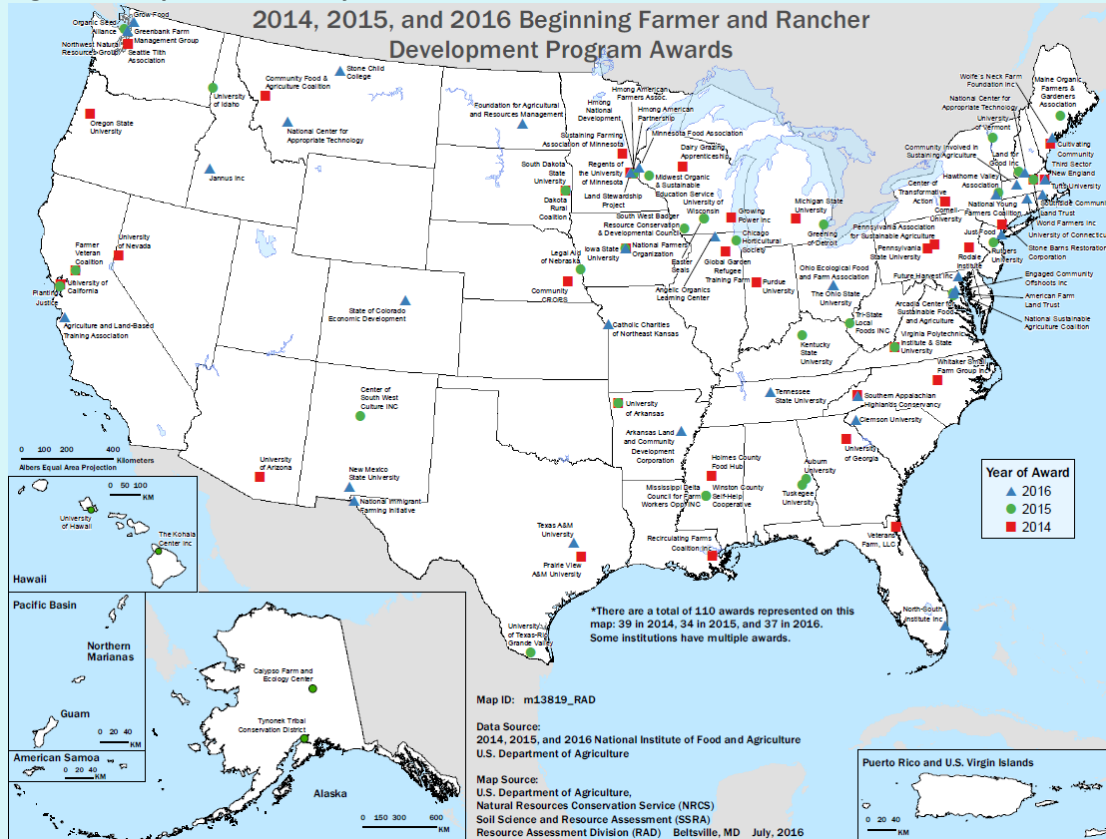 2014, 2015, and 2016 Beginning Farmer and Rancher
Development Program Awards
Grow-Food
Organic Seed
Alliance
Greenbank Farm
Management Group
Northwest Natural
Resources Group
Seattle Tilth
Association
Oregon State
University
University
of Idaho
Community Food &
Agriculture Coalition
Stone Child
College
National Center for
Appropriate Technology
Jannus Inc
Foundation for Agricultural
and Resources Management
Hmong
National
Development
Hmong American
Farmers Assoc.
Hmong American
Partnership
Minnesota Food Association
Sustaining Farming
Association of Minnesota
Regents of
the University
of Minnesota
Land Stewardship
Project
Dairy Grazing
Apprenticeship
Midwest Organic
& Sustainable
Education Service
University of
Wisconsin
South Dakota
State
University
Dakota
Rural
Coalition
South West Badger
Resource Conservation
& Developmental Council
Growing
Power Inc
Michigan State
University
Greening
of Detroit
Chicago
Horticultural
Society
Easter
Seals
Angelic Organics
Learning Center
Global Garden
Refugee
Training Farm
Purdue
University
Iowa State
University
National Farmers
Organization
Legal Aid
of Nebraska
Community
CROPS
Catholic Charities
of Northeast Kansas
State of Colorado
Economic Development
University
of Nevada
Farmer
Veteran
Coalition
University of
California
Planting
Justice
Agriculture and Land-Based
Training Association
Center of
South West
Culture INC
University
of Arizona
New Mexico
State University
National Immigrant
Farming Initiative
Texas A&M
University
Prairie View
A&M University
University
of Texas-Rio
Grande Valley
University
of Arkansas
Arkansas Land
and Community
Development
Corporation
Mississippi Delta
Council for Farm
Workers Opp INC
Holmes County
Food Hub
Winston County
Self-Help
Cooperative
Recirculating Farms
Coalition Inc
Auburn
University
Tuskegee
University
University
of Georgia
Veterans
Farm, LLC
North-South
Institute Inc
Clemson University
Southern Appalachian
Highlands Conservancy
Whitaker Small
Farm Group Inc
Tennessee
State University
Kentucky
State
University
Tri-State
Local
Foods INC
Ohio Ecological Food
and Farm Association
The Ohio State
University
Virginia Polytechnic
Institute & State
University
Arcadia Center for
Sustainable Food
and Agriculture
Future Harvest Inc
Pennsylvania Association
for Sustainable Agriculture
Pennsylvania
State University
Rodale
Institute
Just Food
Rutgers
University
Cornell
University
Center of
Transformative
Action
Hawthorne Valley
Association
National Young
Farmers Coalition
Community Involved in
Sustaining Agriculture
Land for
Good Inc
University
of Vermont
National Center for
Appropriate Technology
Wolfe's Neck Farm
Foundation Inc
Maine Organic
Farmers &
Gardeners
Association
Cultivating
Community
Third Sector
New England
Tufts University
Southside Community
Land Trust
World Farmers Inc
University of Connecticut
Stone Barns Restoration
Corporation
Engaged Community
Offshoots Inc
American Farm
Land Trust
National Sustainable
Agriculture Coalition
Year of Award
2016
2015
2014
0 100 200 400
Kilometers
Albers Equal Area Projection
0 50 100
KM
University
of Hawaii
The Kohala
Center Inc
Hawaii
Pacific Basin
Northern
Marianas
Guam
0 20 40
KM
American Samoa
0 20 40
KM
Calypso Farm and
Ecology Center
Tyonek Tribal
Conservation District
Alaska
0 150 300 600
KM
*There are a total of 110 awards represented on this
map: 39 in 2014, 34 in 2015, and 37 in 2016.
Some institutions have multiple awards.
Map ID: m13819_RAD
Data Source:
2014, 2015, and 2016 National Institute of Food and Agriculture
U.S. Department of Agriculture
Map Source:
U.S. Department of Agriculture,
Natural Resources Conservation Service (NRCS)
Soil Science and Resource Assessment (SSRA)
Resource Assessment Division (RAD) Beltsville, MD July, 2016
Puerto Rico and U.S. Virgin Islands
0 20 40
KM